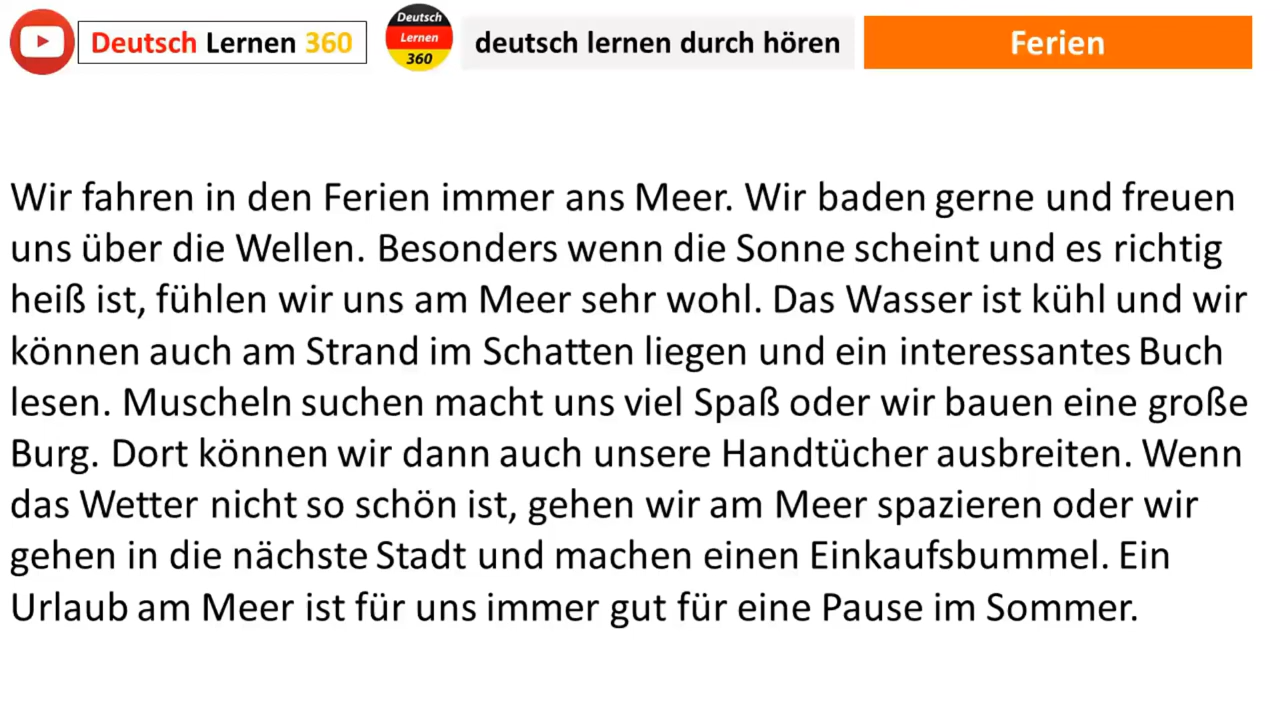 Deutsch Lernen 360
Deutsch
Lernen
360
deutsch lernen durch hören
Ferien
Wir fahren in den Ferien immer ans Meer. Wir baden gerne und freuen
uns über die Wellen. Besonders wenn die Sonne scheint und es richtig
heiß ist, fühlen wir uns am Meer sehr wohl. Das Wasser ist kühl und wir
können auch am Strand im Schatten liegen und ein interessantes Buch
lesen. Muscheln suchen macht uns viel Spaß oder wir bauen eine große
Burg. Dort können wir dann auch unsere Handtücher ausbreiten. Wenn
das Wetter nicht so schön ist, gehen wir am Meer spazieren oder wir
gehen in die nächste Stadt und machen einen Einkaufsbummel. Ein
Urlaub am Meer ist für uns immer gut für eine Pause im Sommer.